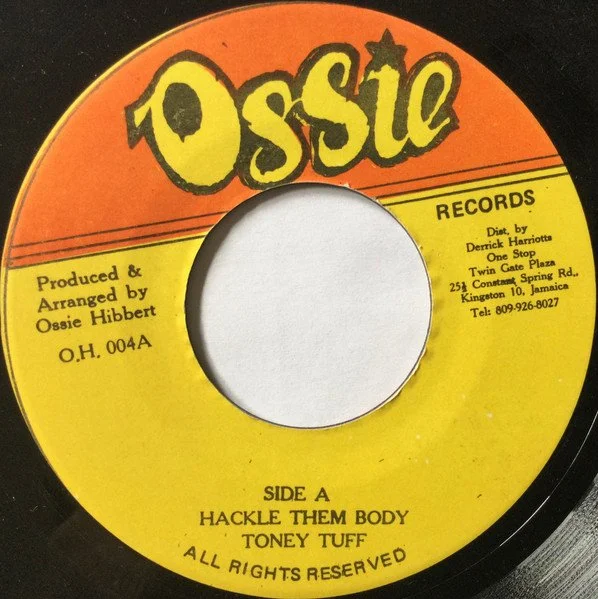 Ossie
RECORDS
Dist, by
Derrick Harriotts
One Stop
Twin Gate Plaza
25½ Constant Spring Rd.,
Kingston 10, Jamaica
Tel: 809-926-8027
Produced &
Arranged by
Ossie Hibbert
O.H. 004A
SIDE A
HACKLE THEM BODY
TONEY TUFF
ALL RIGHTS RESERVED